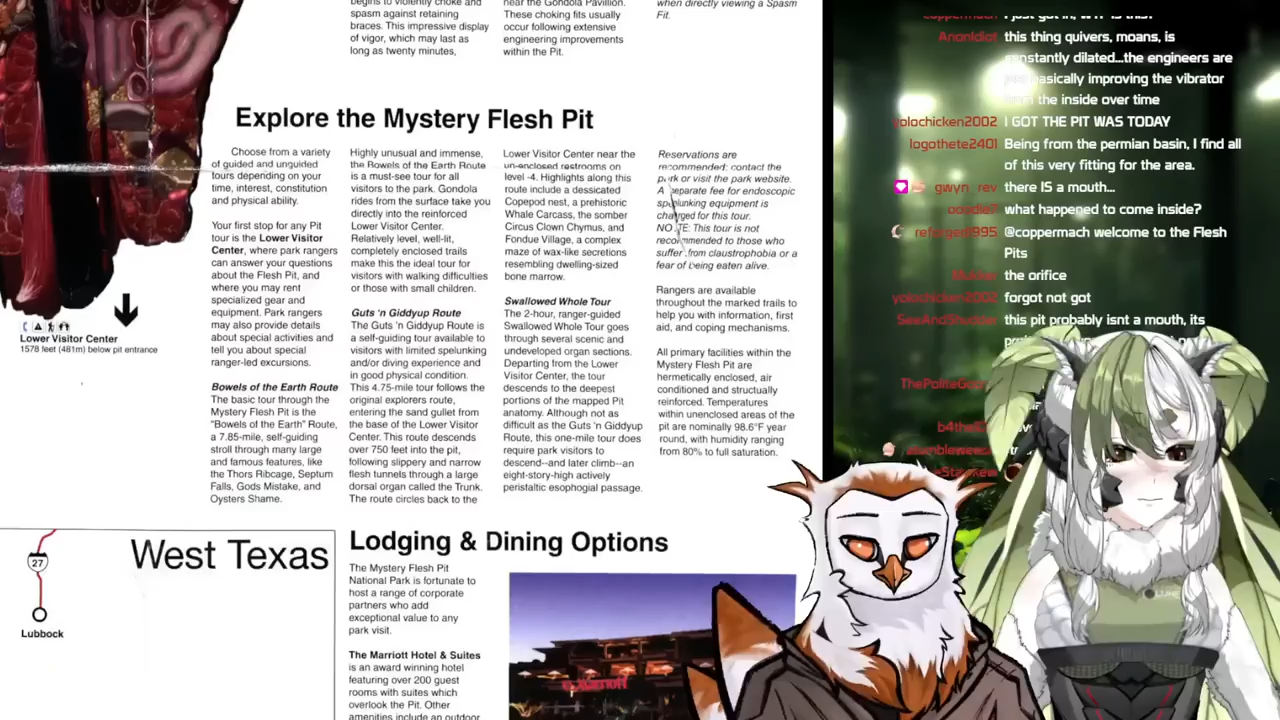 begins to violently choke and
spasm against retaining
braces. This impressive display
of vigor, which may last as
long as twenty minutes,
near the Gondola Pavillion.
These choking fits usually
occur following extensive
engineering improvements
within the Pit.
when directly viewing a Spasm
Fit.
Explore the Mystery Flesh Pit
Choose from a variety
of guided and unguided
tours depending on your
time, interest, constitution
and physical ability.
Your first stop for any Pit
tour is the Lower Visitor
Center, where park rangers
can answer your questions
about the Flesh Pit, and
where you may rent
specialized gear and
equipment. Park rangers
may also provide details
about special activities and
tell you about special
ranger-led excursions.
Bowels of the Earth Route
The basic tour through the
Mystery Flesh Pit is the
"Bowels of the Earth" Route,
a 7.85-mile, self-guiding
stroll through many large
and famous features, like
the Thors Ribcage, Septum
Falls, Gods Mistake, and
Oysters Shame.
Highly unusual and immense,
the Bowels of the Earth Route
is a must-see tour for all
visitors to the park. Gondola
rides from the surface take you
directly into the reinforced
Lower Visitor Center.
Relatively level, well-lit,
completely enclosed trails
make this the ideal tour for
visitors with walking difficulties
or those with small children.
Guts 'n Giddyup Route
The Guts 'n Giddyup Route is
a self-guiding tour available to
visitors with limited spelunking
and/or diving experience and
in good physical condition.
This 4.75-mile tour follows the
original explorers route,
entering the sand gullet from
the base of the Lower Visitor
Center. This route descends
over 750 feet into the pit,
following slippery and narrow
flesh tunnels through a large
dorsal organ called the Trunk.
The route circles back to the
Lower Visitor Center near the
un-enclosed restrooms on
level -4. Highlights along this
route include a dessicated
Copepod nest, a prehistoric
Whale Carcass, the somber
Circus Clown Chymus, and
Fondue Village, a complex
maze of wax-like secretions
resembling dwelling-sized
bone marrow.
Swallowed Whole Tour
The 2-hour, ranger-guided
Swallowed Whole Tour goes
through several scenic and
undeveloped organ sections.
Departing from the Lower
Visitor Center, the tour
descends to the deepest
portions of the mapped Pit
anatomy. Although not as
difficult as the Guts 'n Giddyup
Route, this one-mile tour does
require park visitors to
descend--and later climb--an
eight-story-high actively
peristaltic esophogial passage.
Reservations are
recommended; contact the
park or visit the park website.
A separate fee for endoscopic
spelunking equipment is
charged for this tour.
NOTE: This tour is not
recommended to those who
suffer from claustrophobia or a
fear of being eaten alive.
Rangers are available
throughout the marked trails to
help you with information, first
aid, and coping mechanisms.
All primary facilities within the
Mystery Flesh Pit are
hermetically enclosed, air
conditioned and structually
reinforced. Temperatures
within unenclosed areas of the
pit are nominally 98.6°F year
round, with humidity ranging
from 80% to full saturation.
Lower Visitor Center
1578 feet (481m) below pit entrance
27
West Texas
Lubbock
Lodging & Dining Options
The Mystery Flesh Pit
National Park is fortunate to
host a range of corporate
partners who add
exceptional value to any
park visit.
The Marriott Hotel & Suites
is an award winning hotel
featuring over 200 guest
rooms with suites which
overlook the Pit. Other
amenities include an outdoor
Marriott
coppermach I just got in, WTF is this?
AnonIdiot this thing quivers, moans, is
constantly dilated...the engineers are
just basically improving the vibrator
from the inside over time
yolochicken2002 I GOT THE PIT WAS TODAY
logothete2401 Being from the permian basin, I find all
of this very fitting for the area.
gwyn_rev there IS a mouth...
what happened to come inside?
@coppermach welcome to the Flesh
Pits
the orifice
yolochicken2002 forgot not got
SeeAndShudder this pit probably isnt a mouth, its